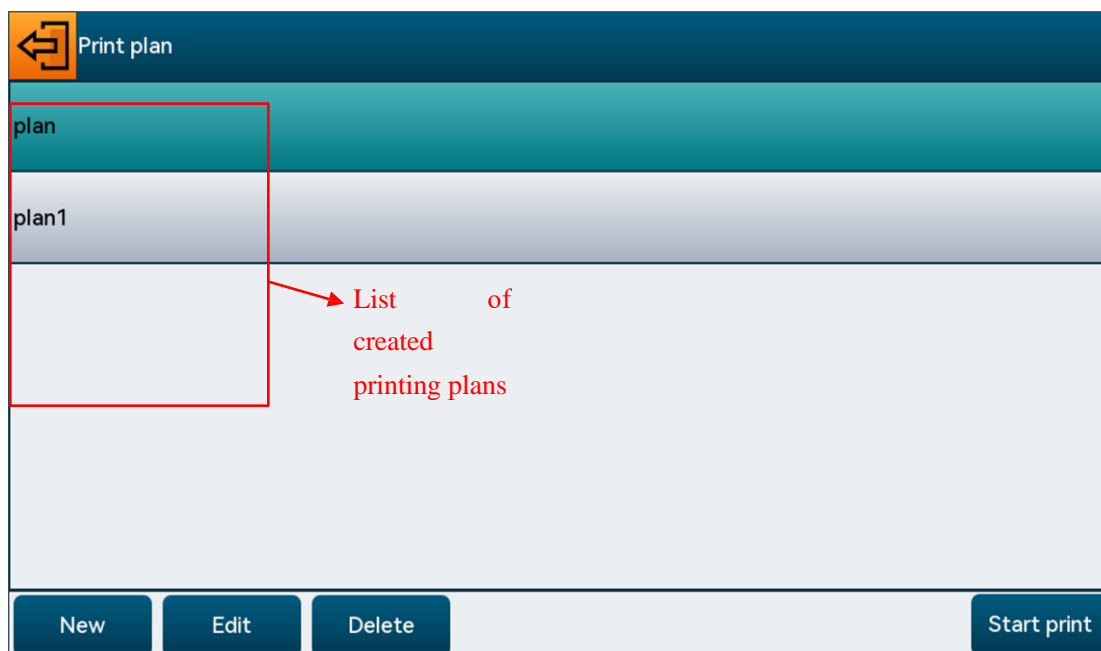 Print plan
plan
plan1
List of
created
printing plans
New Edit Delete Start print